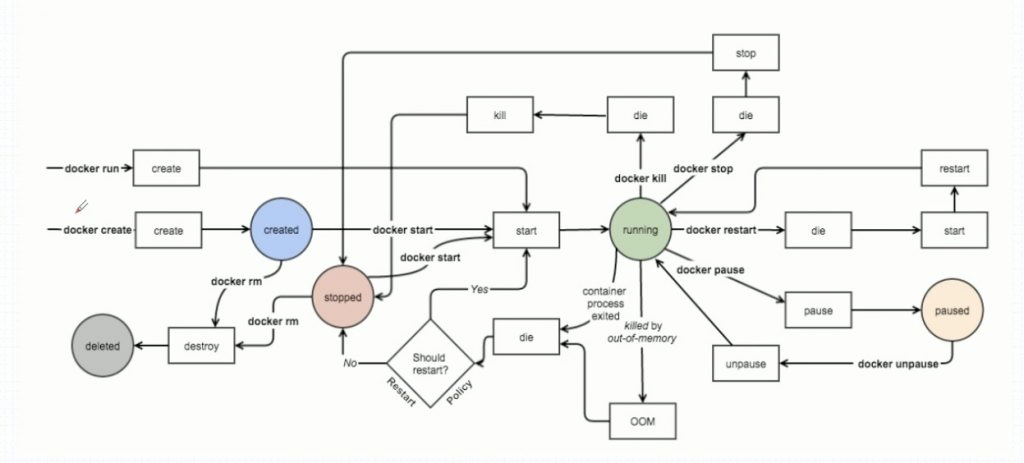 stop
kill
die
die
docker run
create
docker kill
docker stop
restart
docker create
create
created
docker start
start
running
docker restart
die
start
docker start
docker pause
docker rm
stopped
Yes
container
process
exited
pause
paused
docker rm
killed by
out-of-memory
deleted
destroy
No
Should
restart?
die
unpause
docker unpause
Restart
Policy
OOM